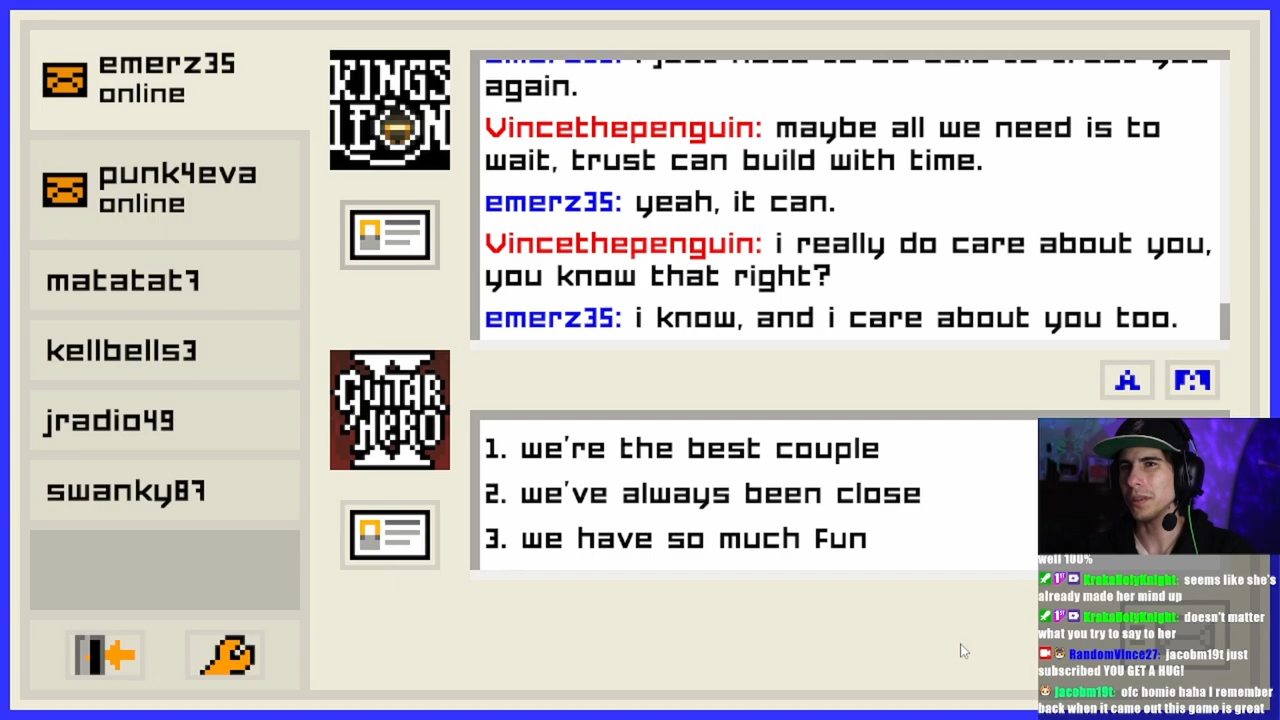 emerz35
online
punk4eva
online
matatat7
kellbells3
jradio49
swanky87
KINGS
GUITAR
HERO
again.
Vincethepenguin: maybe all we need is to
wait, trust can build with time.
emerz35: yeah, it can.
Vincethepenguin: i really do care about you,
you know that right?
emerz35: i know, and i care about you too.
A
A
1. we're the best couple
2. we've always been close
3. we have so much fun
well 100%
KrakaHolyKnight: seems like she's
already made her mind up
KrakaHolyKnight: doesn't matter
what you try to say to her
RandomVince27: jacobm19t just
subscribed YOU GET A HUG!
jacobm19t: ofc homie haha I remember
back when it came out this game is great